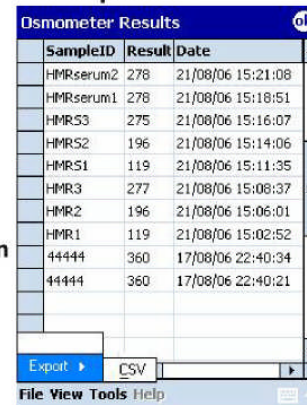 Osmometer Results
SampleID Result Date
HMRserum2 278 21/08/06 15:21:08
HMRserum1 278 21/08/06 15:18:51
HMRS3 275 21/08/06 15:16:07
HMRS2 196 21/08/06 15:14:06
HMRS1 119 21/08/06 15:11:35
HMR3 277 21/08/06 15:08:37
HMR2 196 21/08/06 15:06:01
HMR1 119 21/08/06 15:02:52
44444 360 17/08/06 22:40:34
44444 360 17/08/06 22:40:21
Export CSV
File View Tools Help